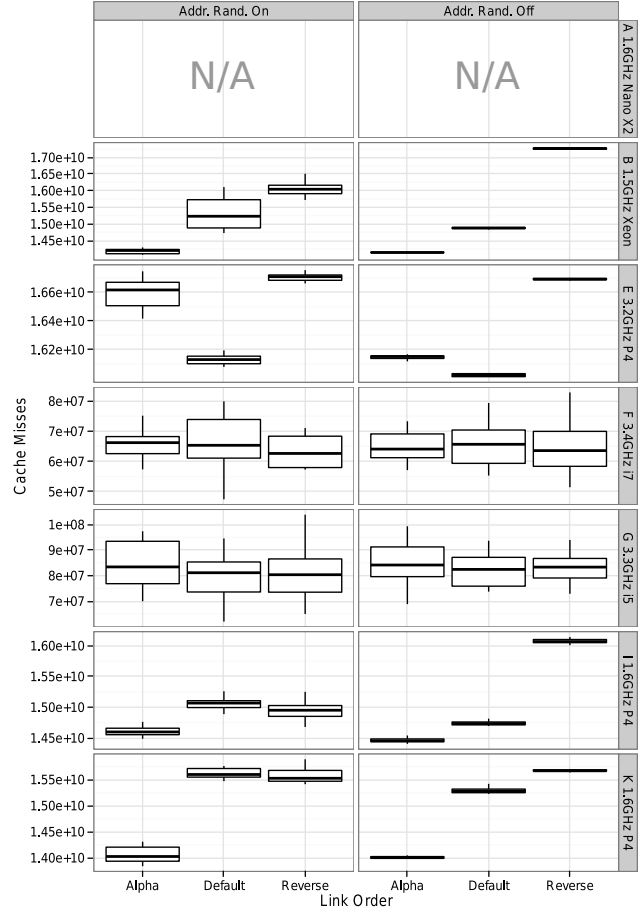 Addr. Rand. On
Addr. Rand. Off
N/A
N/A
A 1.6GHz Nano X2
1.70e+10
1.65e+10
1.60e+10
1.55e+10
1.50e+10
1.45e+10
B 1.5GHz Xeon
1.66e+10
1.64e+10
1.62e+10
E 3.2GHz P4
Cache Misses
8e+07
7e+07
6e+07
5e+07
F 3.4GHz i7
1e+08
9e+07
8e+07
7e+07
G 3.3GHz i5
1.60e+10
1.55e+10
1.50e+10
1.45e+10
I 1.6GHz P4
1.55e+10
1.50e+10
1.45e+10
1.40e+10
K 1.6GHz P4
Alpha Default Reverse
Alpha Default Reverse
Link Order